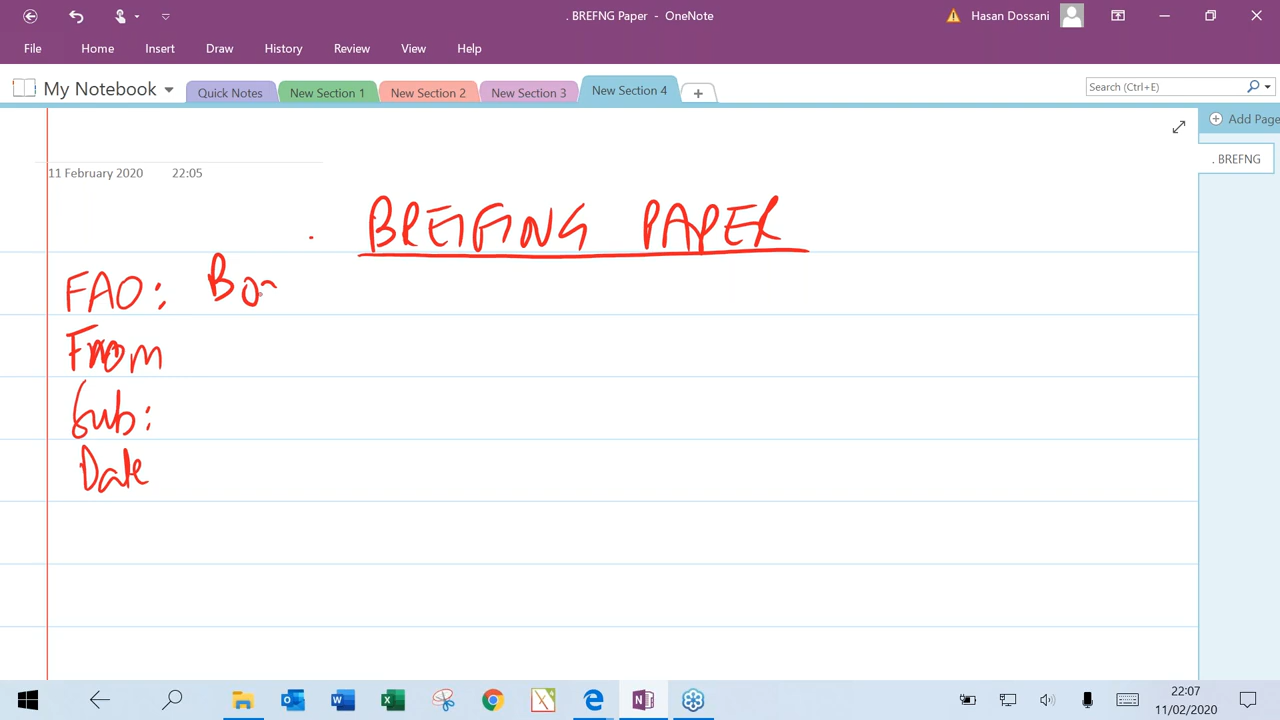 . BREFNG Paper - OneNote
Hasan Dossani
File Home Insert Draw History Review View Help
My Notebook
Quick Notes
New Section 1
New Section 2
New Section 3
New Section 4
Search (Ctrl+E)
Add Page
. BREFNG
11 February 2020 22:05
. BREIFING PAPER
FAO:
From
Sub:
Date
22:07
11/02/2020